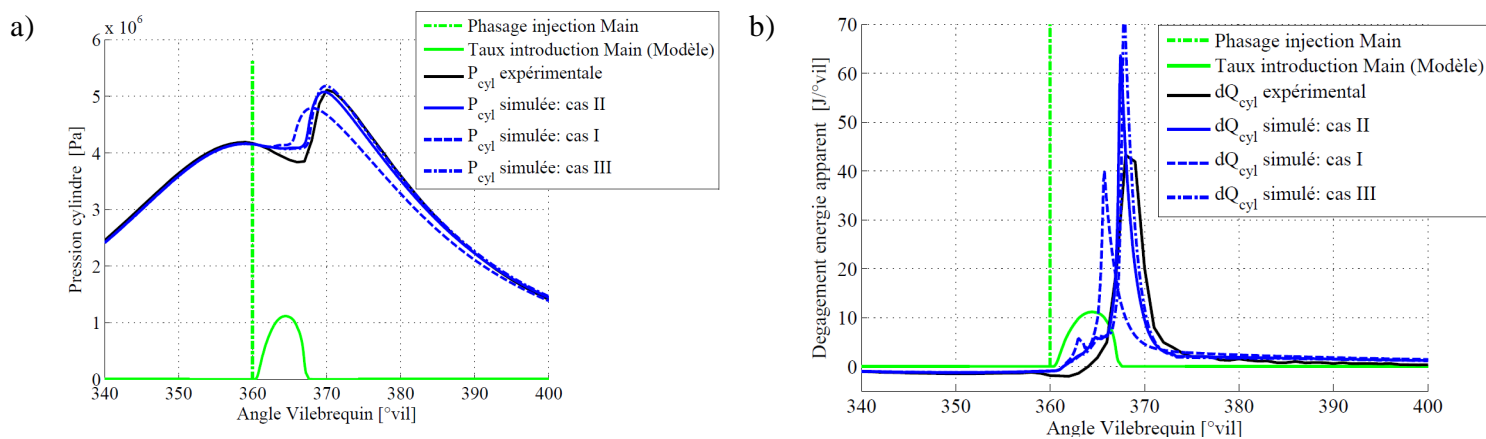 a)
x 10^6
6
5
4
3
2
1
0
340
350
360
370
380
390
400
Pression cylindre [Pa]
Angle Vilebrequin [°vil]
Phasage injection Main
Taux introduction Main (Modèle)
P_cyl expérimentale
P_cyl simulée: cas II
P_cyl simulée: cas I
P_cyl simulée: cas III
b)
70
60
50
40
30
20
10
0
340
350
360
370
380
390
400
Degagement energie apparent [J/°vil]
Angle Vilebrequin [°vil]
Phasage injection Main
Taux introduction Main (Modèle)
dQ_cyl expérimental
dQ_cyl simulé: cas II
dQ_cyl simulé: cas I
dQ_cyl simulé: cas III